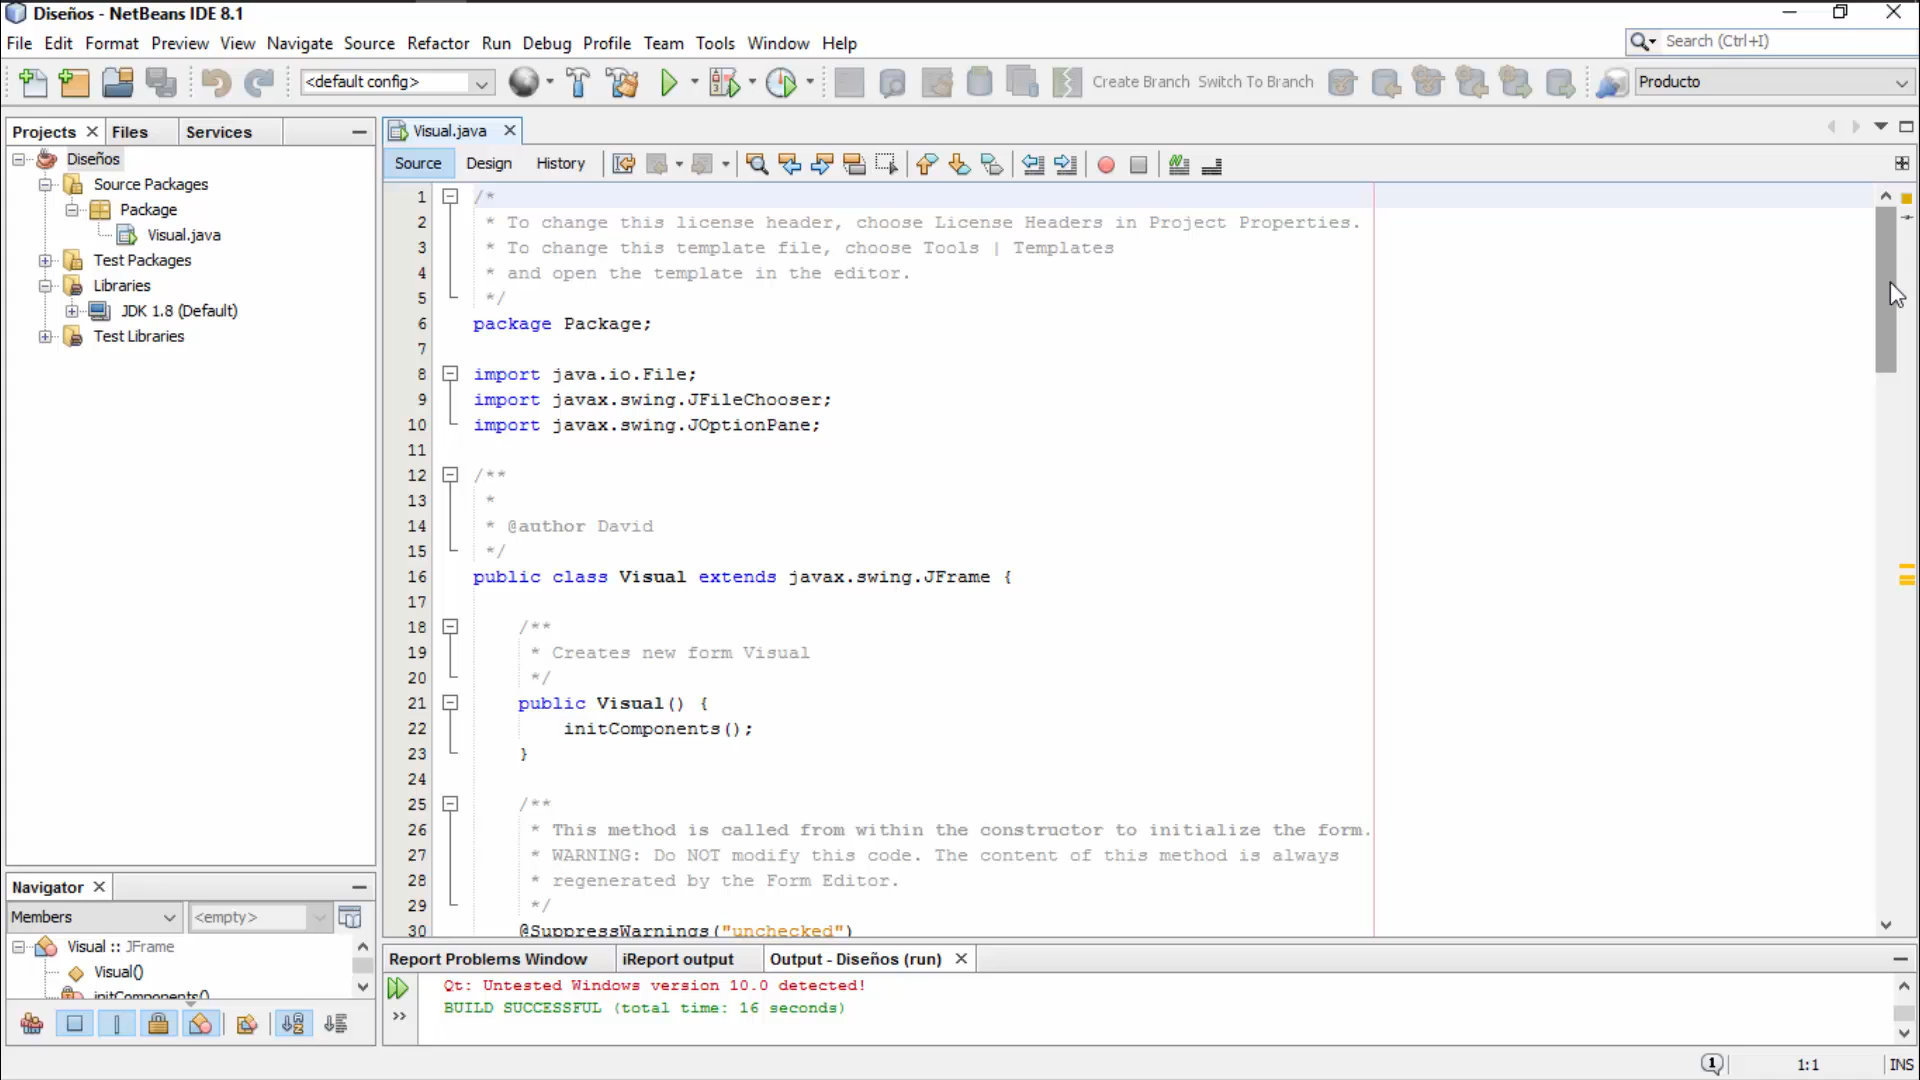 Diseños - NetBeans IDE 8.1
File Edit Format Preview View Navigate Source Refactor Run Debug Profile Team Tools Window Help
Search (Ctrl+I)
<default config>
Create Branch Switch To Branch
Producto
Projects Files Services
Diseños
Source Packages
Package
Visual.java
Test Packages
Libraries
JDK 1.8 (Default)
Test Libraries
Visual.java
Source Design History
1 /*
2 * To change this license header, choose License Headers in Project Properties.
3 * To change this template file, choose Tools | Templates
4 * and open the template in the editor.
5 */
6 package Package;
7
8 import java.io.File;
9 import javax.swing.JFileChooser;
10 import javax.swing.JOptionPane;
11
12 /**
13 *
14 * @author David
15 */
16 public class Visual extends javax.swing.JFrame {
17
18 /**
19 * Creates new form Visual
20 */
21 public Visual() {
22 initComponents();
23 }
24
25 /**
26 * This method is called from within the constructor to initialize the form.
27 * WARNING: Do NOT modify this code. The content of this method is always
28 * regenerated by the Form Editor.
29 */
30 @SuppressWarnings("unchecked")
Navigator
Members <empty>
Visual :: JFrame
Visual()
initComponents()
Report Problems Window iReport output Output - Diseños (run)
Qt: Untested Windows version 10.0 detected!
BUILD SUCCESSFUL (total time: 16 seconds)
1 1:1 INS